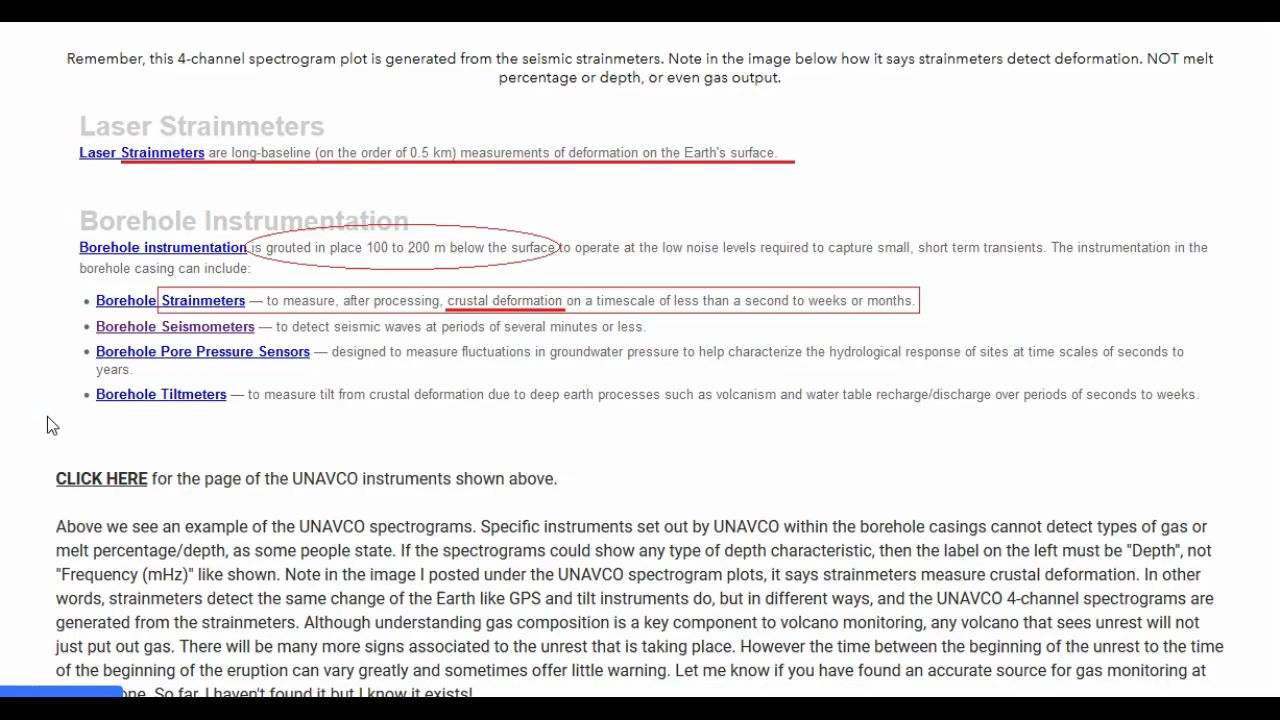 Remember, this 4-channel spectrogram plot is generated from the seismic strainmeters. Note in the image below how it says strainmeters detect deformation. NOT melt
percentage or depth, or even gas output.
Laser Strainmeters
Laser Strainmeters are long-baseline (on the order of 0.5 km) measurements of deformation on the Earth's surface.
Borehole Instrumentation
Borehole instrumentation is grouted in place 100 to 200 m below the surface to operate at the low noise levels required to capture small, short term transients. The instrumentation in the
borehole casing can include:
• Borehole Strainmeters — to measure, after processing, crustal deformation on a timescale of less than a second to weeks or months.
• Borehole Seismometers — to detect seismic waves at periods of several minutes or less.
• Borehole Pore Pressure Sensors — designed to measure fluctuations in groundwater pressure to help characterize the hydrological response of sites at time scales of seconds to
years.
• Borehole Tiltmeters — to measure tilt from crustal deformation due to deep earth processes such as volcanism and water table recharge/discharge over periods of seconds to weeks.
CLICK HERE for the page of the UNAVCO instruments shown above.
Above we see an example of the UNAVCO spectrograms. Specific instruments set out by UNAVCO within the borehole casings cannot detect types of gas or
melt percentage/depth, as some people state. If the spectrograms could show any type of depth characteristic, then the label on the left must be "Depth", not
"Frequency (mHz)" like shown. Note in the image I posted under the UNAVCO spectrogram plots, it says strainmeters measure crustal deformation. In other
words, strainmeters detect the same change of the Earth like GPS and tilt instruments do, but in different ways, and the UNAVCO 4-channel spectrograms are
generated from the strainmeters. Although understanding gas composition is a key component to volcano monitoring, any volcano that sees unrest will not
just put out gas. There will be many more signs associated to the unrest that is taking place. However the time between the beginning of the unrest to the time
of the beginning of the eruption can vary greatly and sometimes offer little warning. Let me know if you have found an accurate source for gas monitoring at
one. So far, I haven't found it but I know it exists!